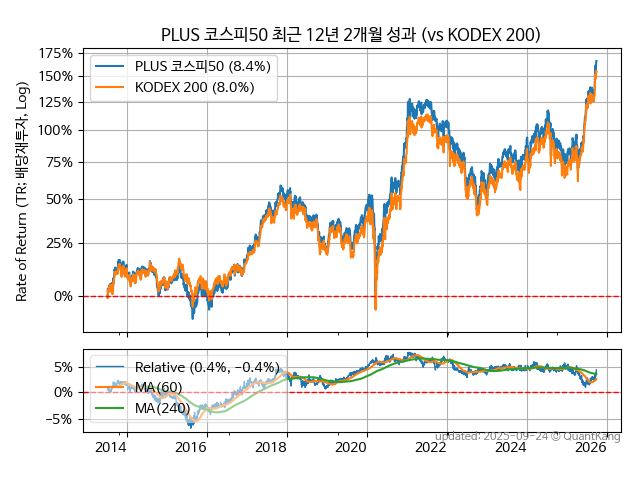 PLUS 코스피50 최근 12년 2개월 성과 (vs KODEX 200)
Rate of Return (TR: 배당재투자, Log)
175%
150%
125%
100%
75%
50%
25%
0%
PLUS 코스피50 (8.4%)
KODEX 200 (8.0%)
5%
0%
−5%
Relative (0.4%, −0.4%)
MA(60)
MA(240)
2014 2016 2018 2020 2022 2024 2026
updated: 2025-09-24 © QuantKang